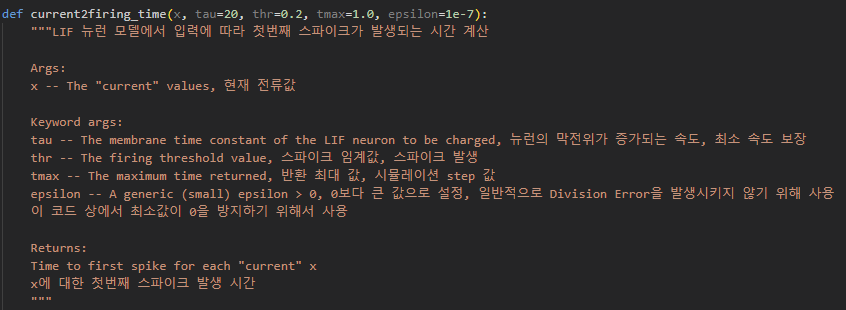 def current2firing_time(x, tau=20, thr=0.2, tmax=1.0, epsilon=1e-7):
"""LIF 뉴런 모델에서 입력에 따라 첫번째 스파이크가 발생되는 시간 계산
Args:
x -- The "current" values, 현재 전류값
Keyword args:
tau -- The membrane time constant of the LIF neuron to be charged, 뉴런의 막전위가 증가되는 속도, 최소 속도 보장
thr -- The firing threshold value, 스파이크 임계값, 스파이크 발생
tmax -- The maximum time returned, 반환 최대 값, 시뮬레이션 step 값
epsilon -- A generic (small) epsilon > 0, 0보다 큰 값으로 설정, 일반적으로 Division Error을 발생시키지 않기 위해 사용
이 코드 상에서 최소값이 0을 방지하기 위해서 사용
Returns:
Time to first spike for each "current" x
x에 대한 첫번째 스파이크 발생 시간
"""